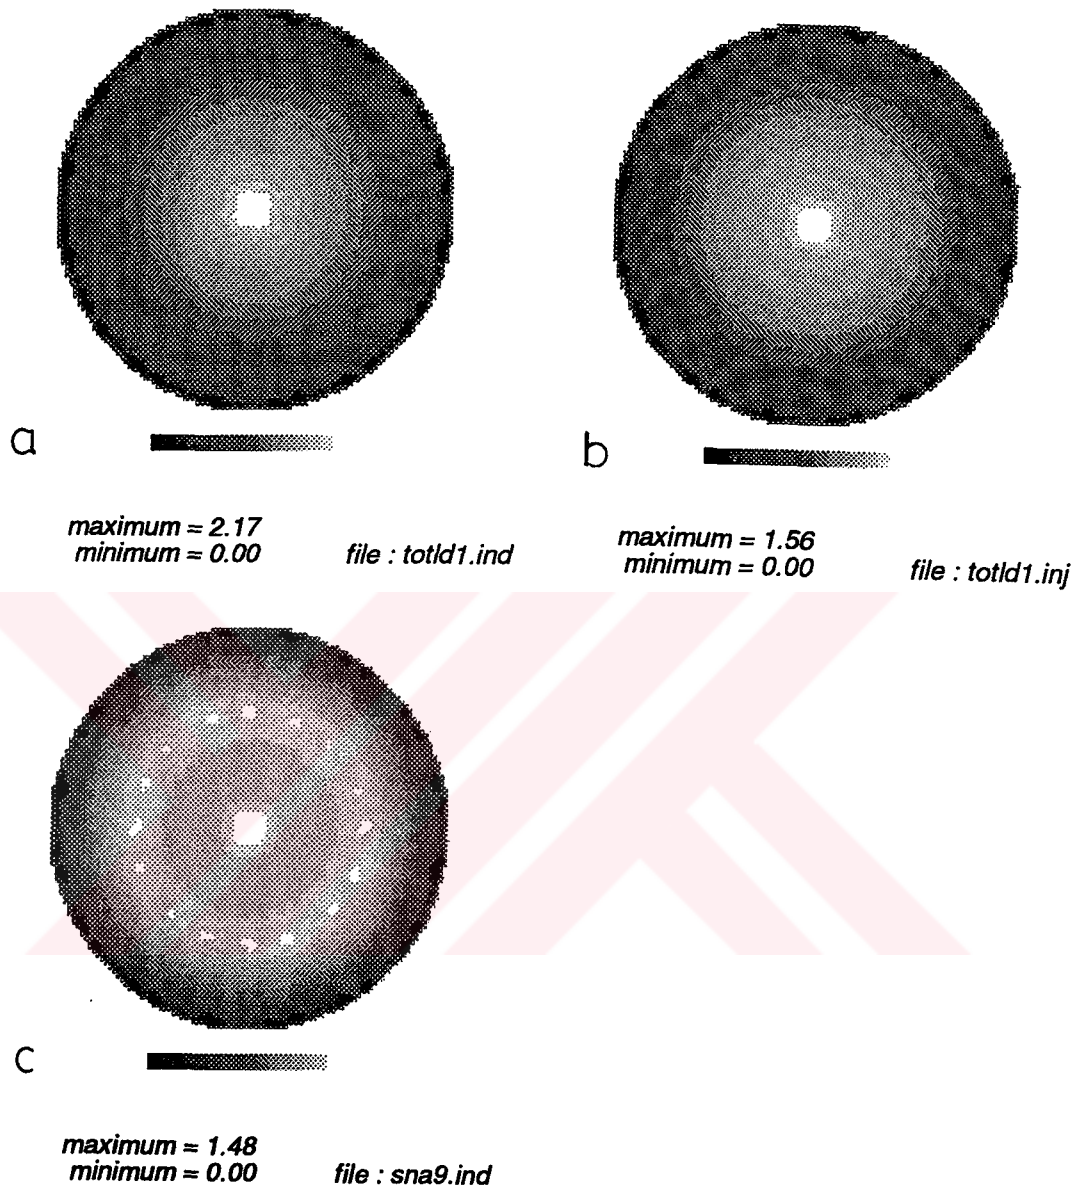 a
b
maximum = 2.17
minimum = 0.00
file : totld1.ind
maximum = 1.56
minimum = 0.00
file : totld1.inj
c
maximum = 1.48
minimum = 0.00
file : sna9.ind